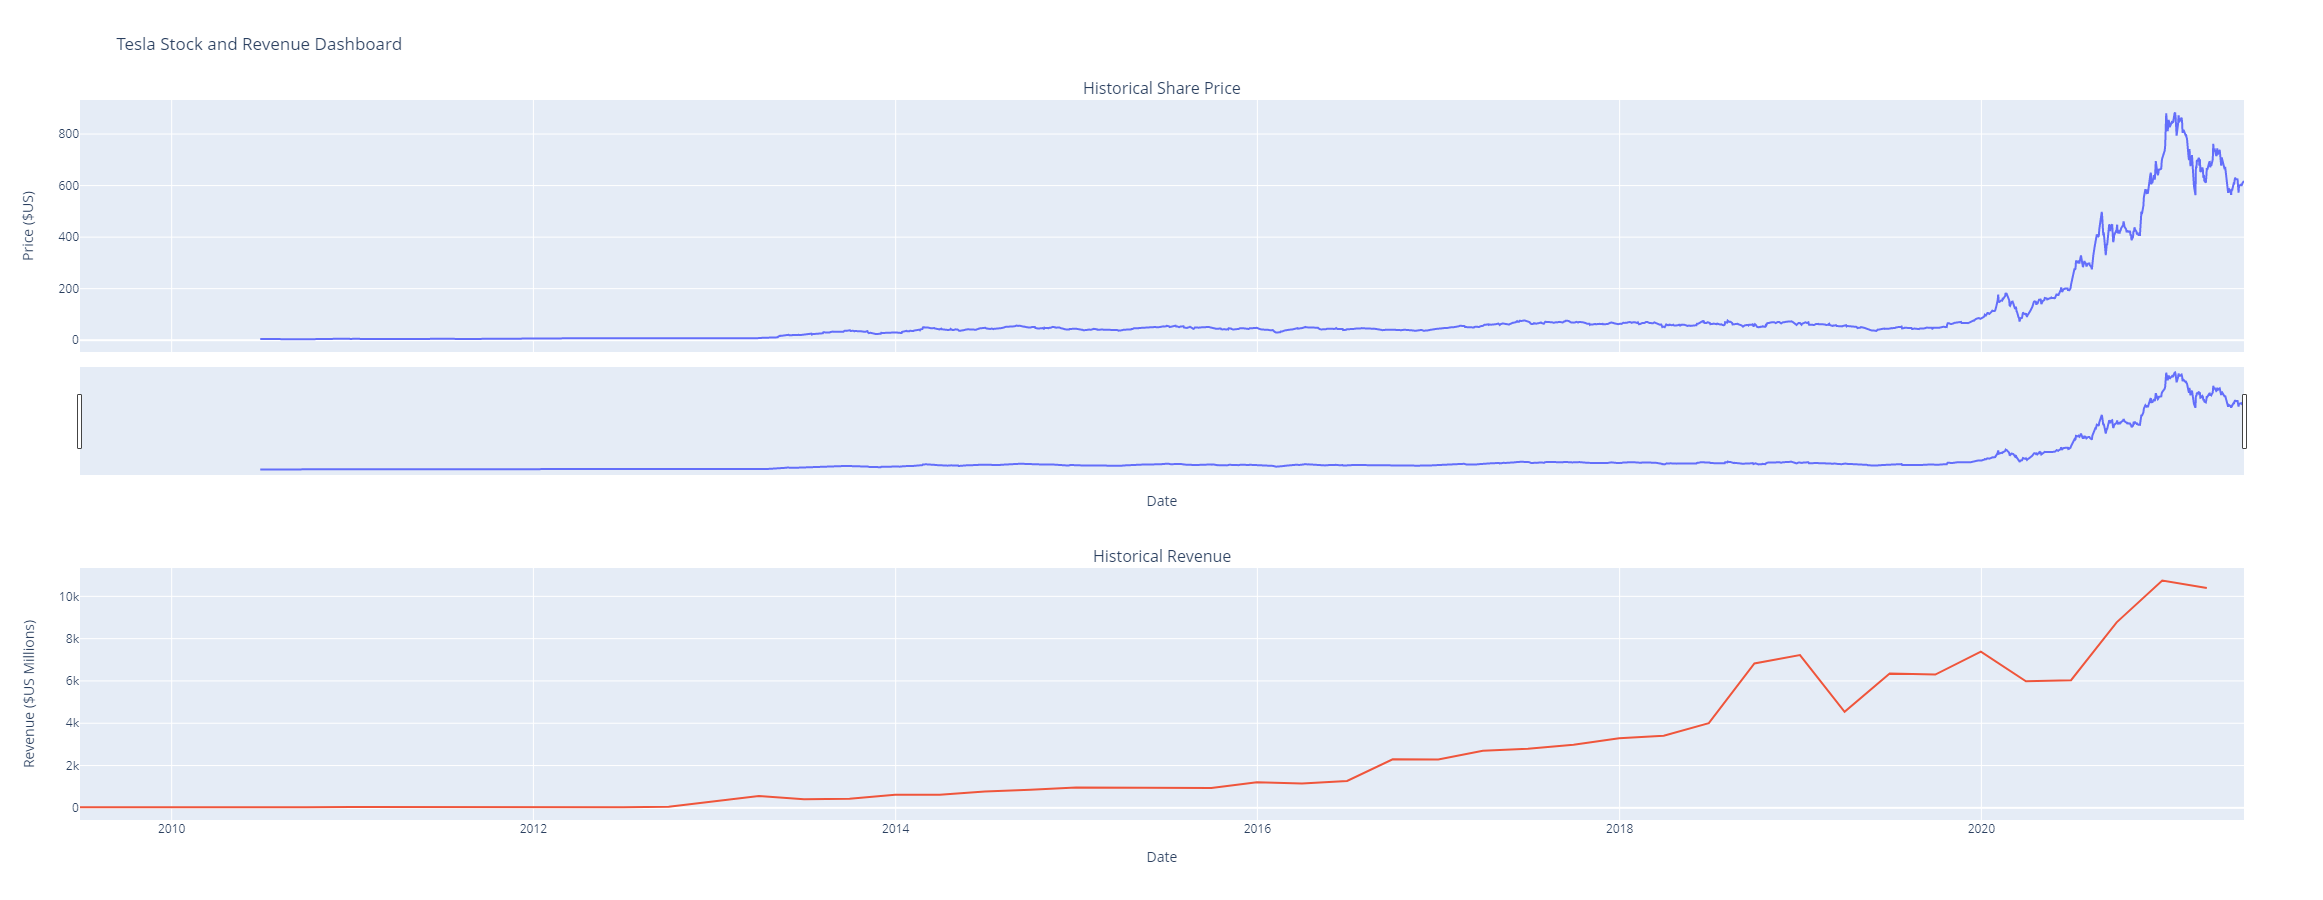 Tesla Stock and Revenue Dashboard
Historical Share Price
Price ($US)
800
600
400
200
0
Date
Historical Revenue
Revenue ($US Millions)
10k
8k
6k
4k
2k
0
2010 2012 2014 2016 2018 2020
Date